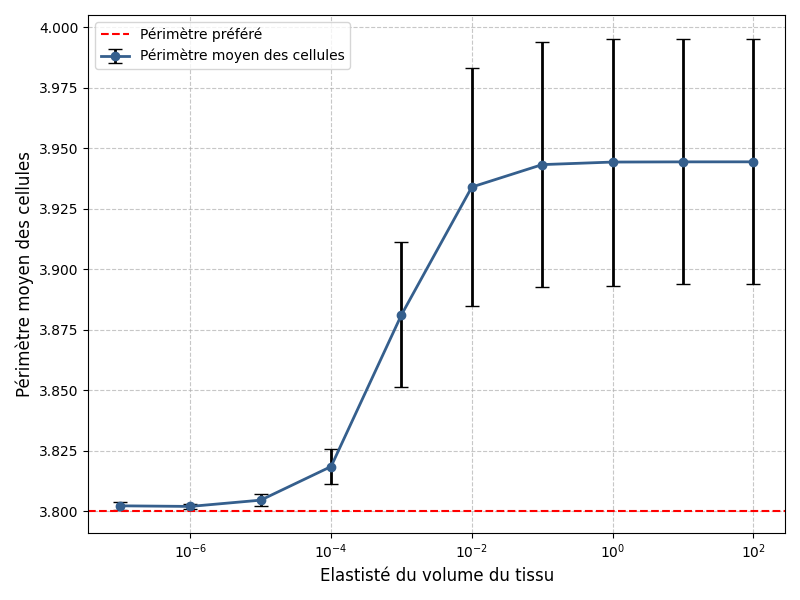 Périmètre préféré
Périmètre moyen des cellules
Périmètre moyen des cellules
4.000
3.975
3.950
3.925
3.900
3.875
3.850
3.825
3.800
10⁻⁶ 10⁻⁴ 10⁻² 10⁰ 10²
Elastisté du volume du tissu